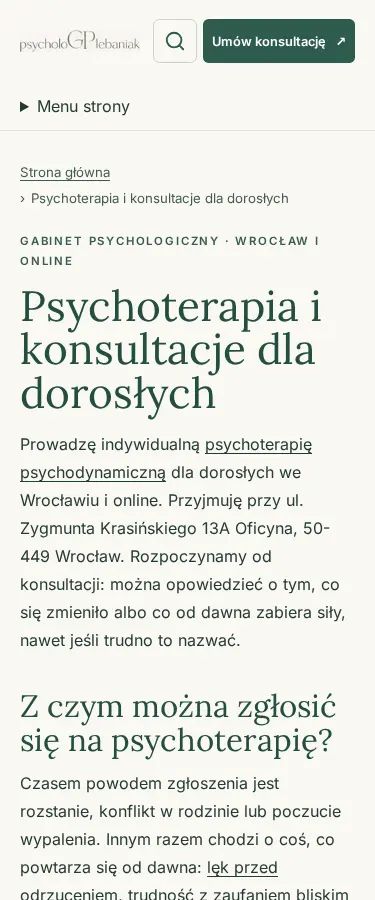 psycholoGPlebaniak
Umów konsultację ↗
Menu strony
Strona główna
› Psychoterapia i konsultacje dla dorosłych
GABINET PSYCHOLOGICZNY · WROCŁAW I
ONLINE
Psychoterapia i
konsultacje dla
dorosłych
Prowadzę indywidualną psychoterapię
psychodynamiczną dla dorosłych we
Wrocławiu i online. Przyjmuję przy ul.
Zygmunta Krasińskiego 13A Oficyna, 50-
449 Wrocław. Rozpoczynamy od
konsultacji: można opowiedzieć o tym, co
się zmieniło albo co od dawna zabiera siły,
nawet jeśli trudno to nazwać.
Z czym można zgłosić
się na psychoterapię?
Czasem powodem zgłoszenia jest
rozstanie, konflikt w rodzinie lub poczucie
wypalenia. Innym razem chodzi o coś, co
powtarza się od dawna: lęk przed
odrzuceniem, trudność z zaufaniem bliskim